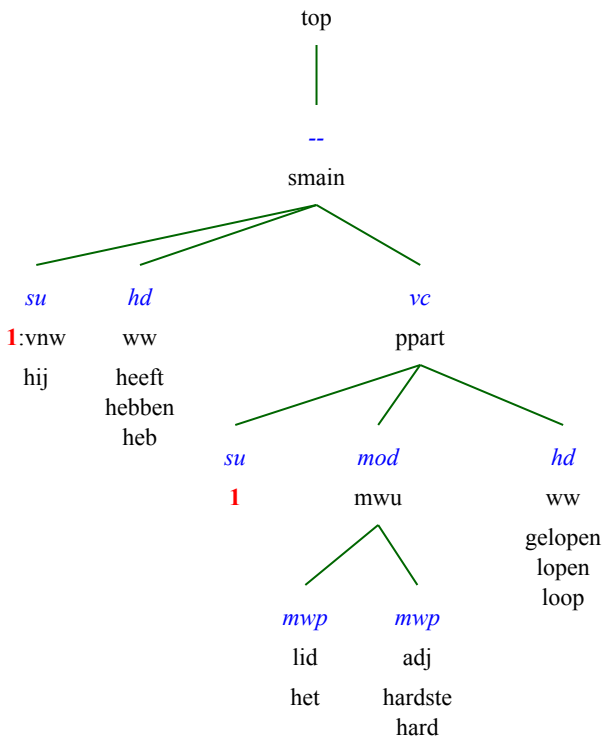 top
--
smain
su hd vc
1:vnw ww ppart
hij heeft
hebben
heb
su mod hd
1 mwu ww
gelopen
lopen
loop
mwp mwp
lid adj
het hardste
hard